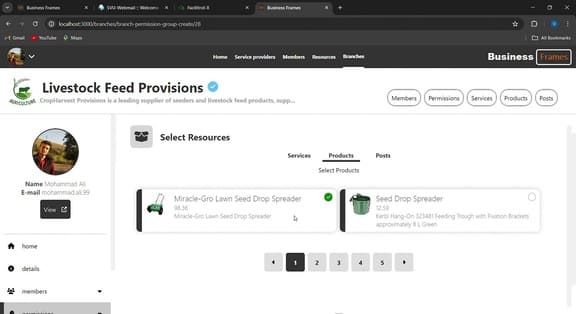 Business Frames
SVAI-Webmail :: Welcome
Facilitrol-X
Business Frames
localhost:3000/branches/branch-permission-group-create/28
Gmail
YouTube
Maps
All Bookmarks
Home
Service providers
Members
Resources
Branches
Business Frames
AGRICULTURE
Livestock Feed Provisions
CropHarvest Provisions is a leading supplier of seeders and livestock feed products, supp...
Members
Permissions
Services
Products
Posts
Name Mohammad Ali
E-mail mohammad.ali.99
View
home
details
members
Select Resources
Services
Products
Posts
Select Products
Miracle-Gro Lawn Seed Drop Spreader
98.36
Miracle-Gro Lawn Seed Drop Spreader
Seed Drop Spreader
12.59
Kerbl Hang-On 323481 Feeding Trough with Fixation Brackets
approximately 8 L Green
1
2
3
4
5